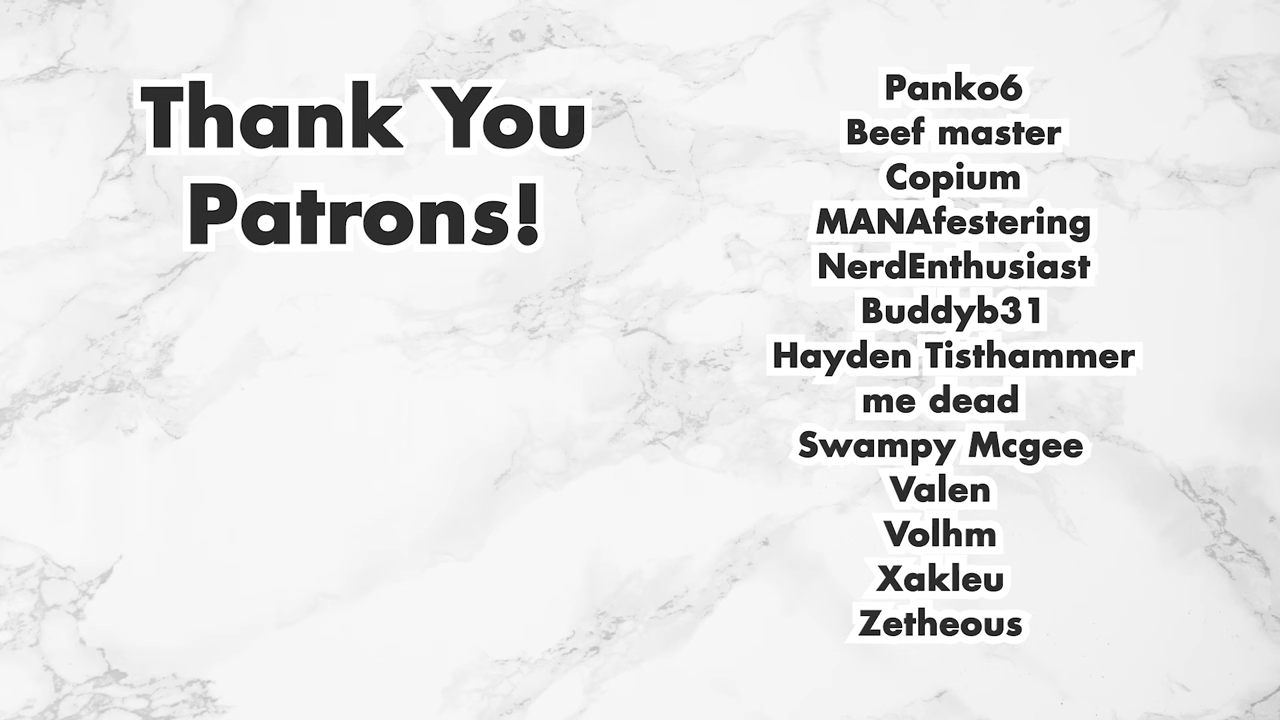 Thank You
Patrons!
Panko6
Beef master
Copium
MANAfestering
NerdEnthusiast
Buddyb31
Hayden Tisthammer
me dead
Swampy Mcgee
Valen
Volhm
Xakleu
Zetheous